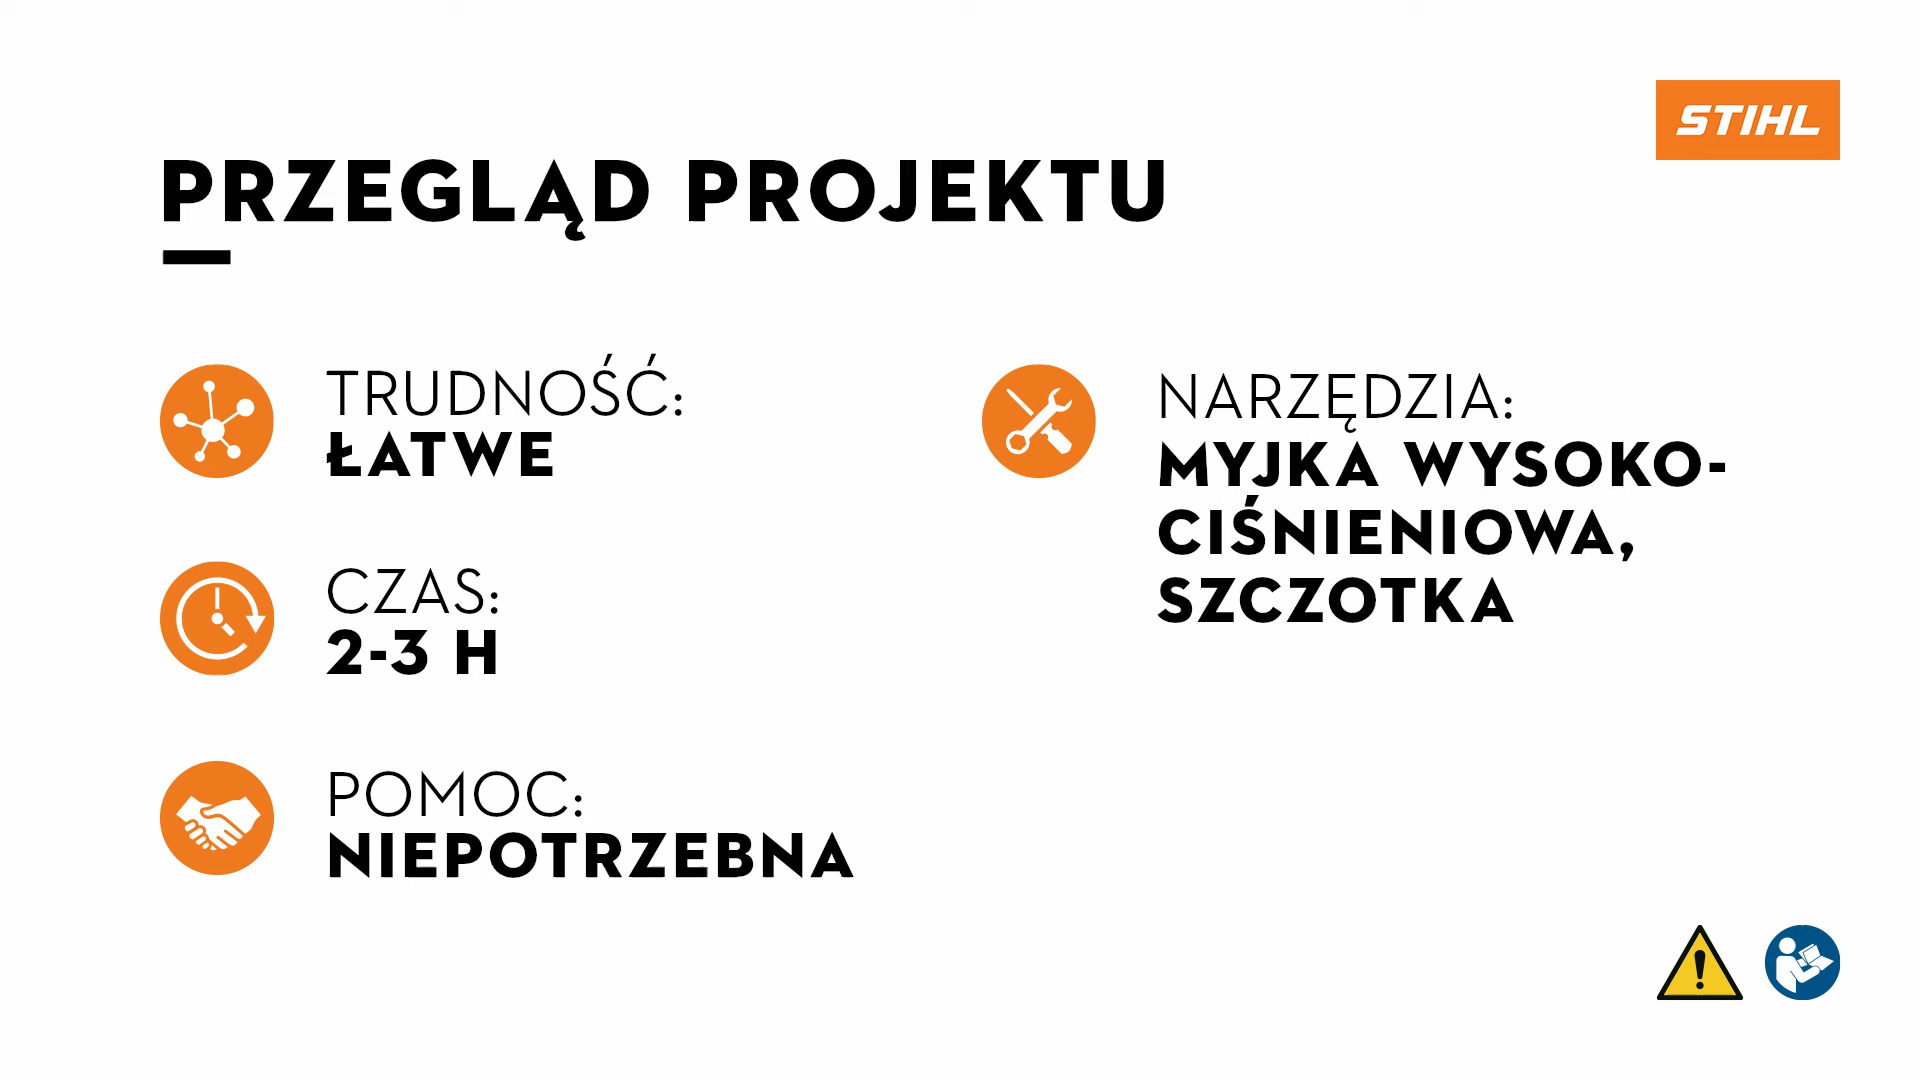 STIHL
PRZEGLĄD PROJEKTU
TRUDNOŚĆ:
ŁATWE
CZAS:
2-3 H
POMOC:
NIEPOTRZEBNA
NARZĘDZIA:
MYJKA WYSOKO-
CIŚNIENIOWA,
SZCZOTKA